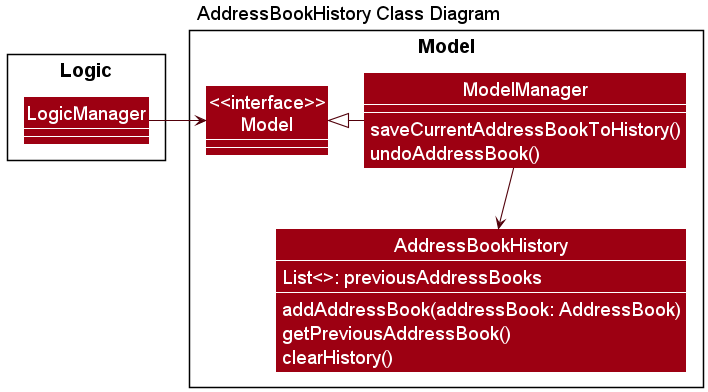 AddressBookHistory Class Diagram
Model
Logic
LogicManager
<<interface>>
Model
ModelManager
saveCurrentAddressBookToHistory()
undoAddressBook()
AddressBookHistory
List<>: previousAddressBooks
addAddressBook(addressBook: AddressBook)
getPreviousAddressBook()
clearHistory()